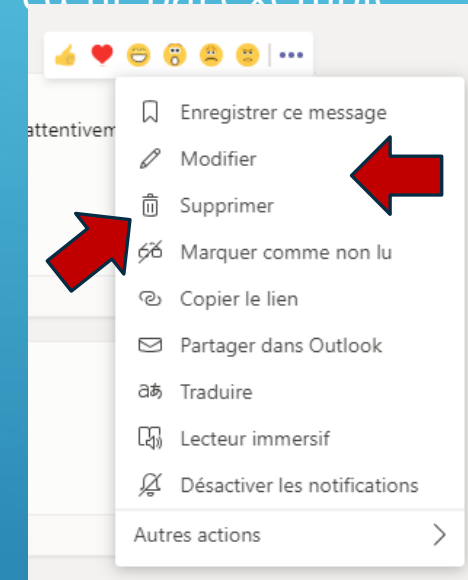 attentivem
Enregistrer ce message
Modifier
Supprimer
Marquer comme non lu
Copier le lien
Partager dans Outlook
Traduire
Lecteur immersif
Désactiver les notifications
Autres actions